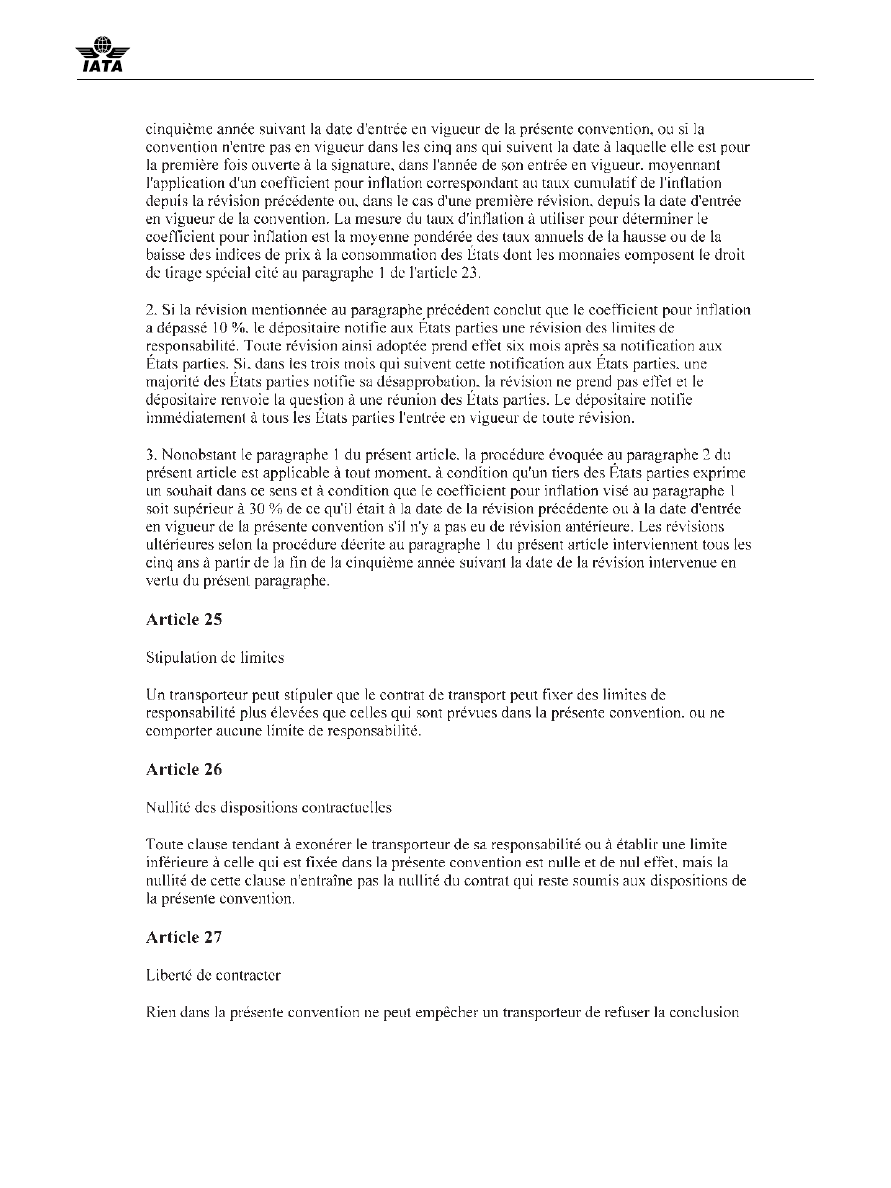 IATA
cinquième année suivant la date d'entrée en vigueur de la présente convention, ou si la
convention n'entre pas en vigueur dans les cinq ans qui suivent la date à laquelle elle est pour
la première fois ouverte à la signature, dans l'année de son entrée en vigueur, moyennant
l'application d'un coefficient pour inflation correspondant au taux cumulatif de l'inflation
depuis la révision précédente ou, dans le cas d'une première révision, depuis la date d'entrée
en vigueur de la convention. La mesure du taux d'inflation à utiliser pour déterminer le
coefficient pour inflation est la moyenne pondérée des taux annuels de la hausse ou de la
baisse des indices de prix à la consommation des États dont les monnaies composent le droit
de tirage spécial cité au paragraphe 1 de l'article 23.
2. Si la révision mentionnée au paragraphe précédent conclut que le coefficient pour inflation
a dépassé 10 %, le dépositaire notifie aux États parties une révision des limites de
responsabilité. Toute révision ainsi adoptée prend effet six mois après sa notification aux
États parties. Si, dans les trois mois qui suivent cette notification aux États parties, une
majorité des États parties notifie sa désapprobation, la révision ne prend pas effet et le
dépositaire renvoie la question à une réunion des États parties. Le dépositaire notifie
immédiatement à tous les États parties l'entrée en vigueur de toute révision.
3. Nonobstant le paragraphe 1 du présent article, la procédure évoquée au paragraphe 2 du
présent article est applicable à tout moment, à condition qu'un tiers des États parties exprime
un souhait dans ce sens et à condition que le coefficient pour inflation visé au paragraphe 1
soit supérieur à 30 % de ce qu'il était à la date de la révision précédente ou à la date d'entrée
en vigueur de la présente convention s'il n'y a pas eu de révision antérieure. Les révisions
ultérieures selon la procédure décrite au paragraphe 1 du présent article interviennent tous les
cinq ans à partir de la fin de la cinquième année suivant la date de la révision intervenue en
vertu du présent paragraphe.
Article 25
Stipulation de limites
Un transporteur peut stipuler que le contrat de transport peut fixer des limites de
responsabilité plus élevées que celles qui sont prévues dans la présente convention, ou ne
comporter aucune limite de responsabilité.
Article 26
Nullité des dispositions contractuelles
Toute clause tendant à exonérer le transporteur de sa responsabilité ou à établir une limite
inférieure à celle qui est fixée dans la présente convention est nulle et de nul effet, mais la
nullité de cette clause n'entraîne pas la nullité du contrat qui reste soumis aux dispositions de
la présente convention.
Article 27
Liberté de contracter
Rien dans la présente convention ne peut empêcher un transporteur de refuser la conclusion